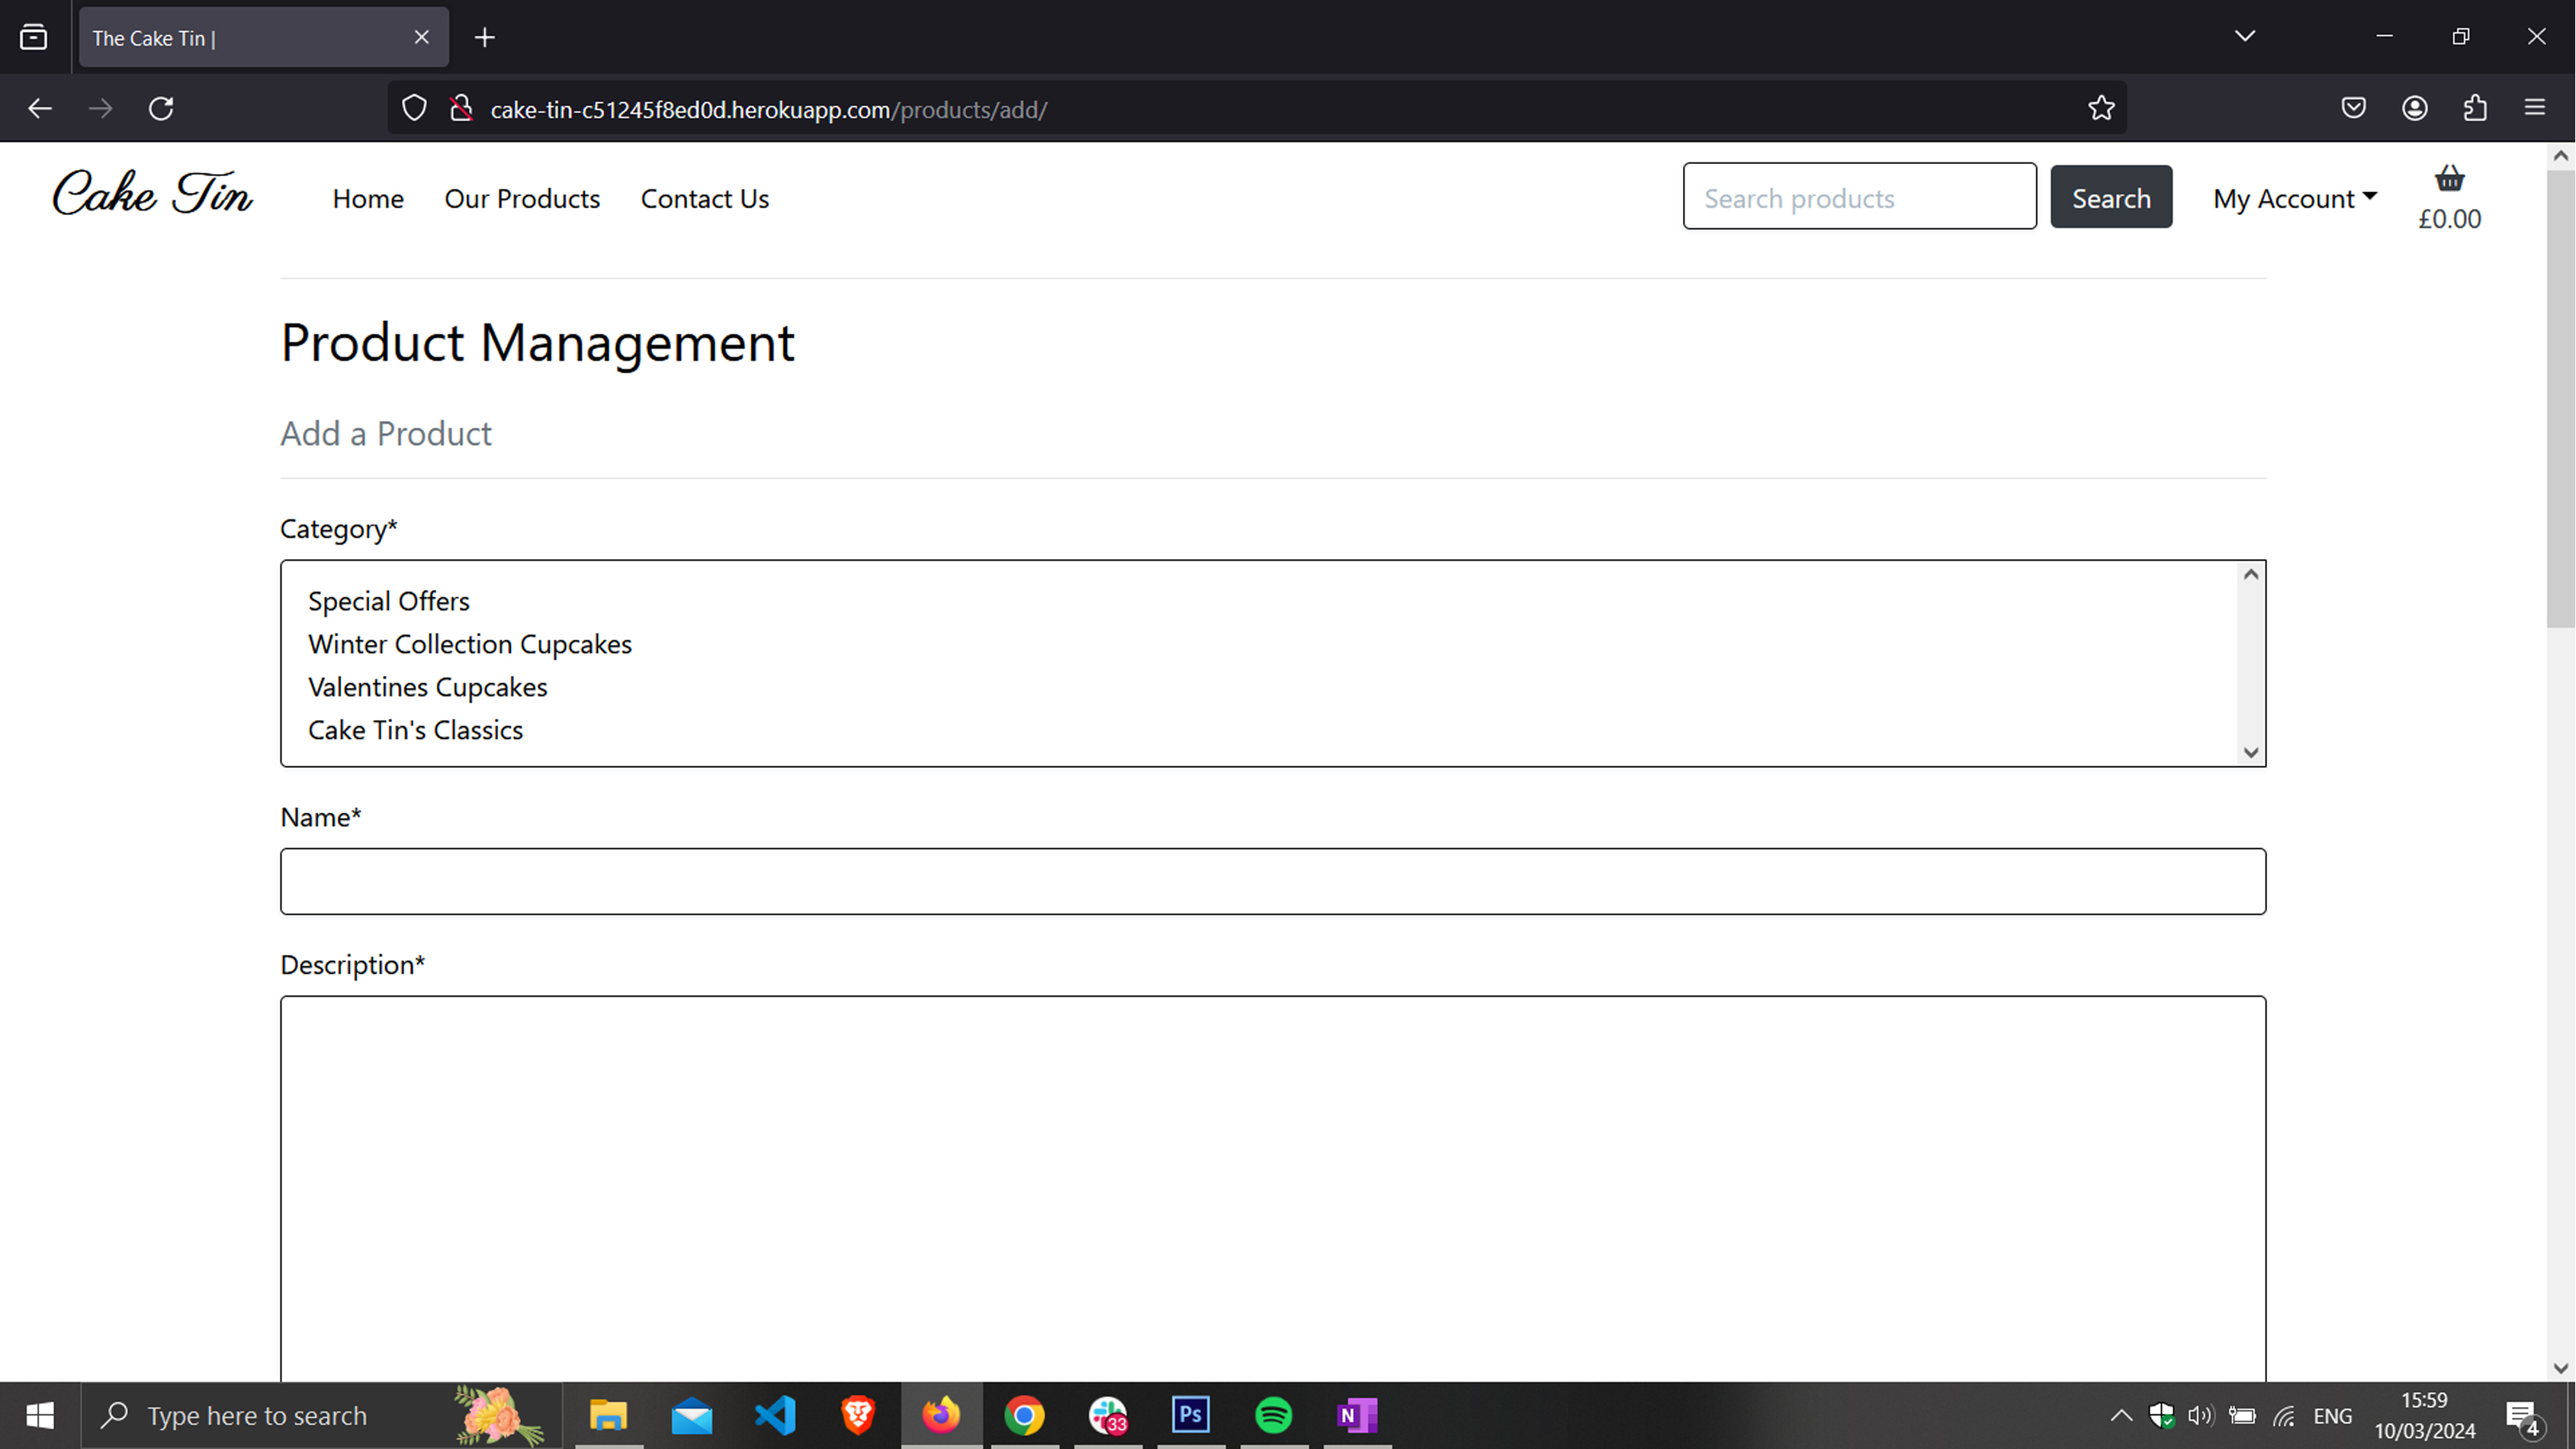 The Cake Tin |
cake-tin-c51245f8ed0d.herokuapp.com/products/add/
Cake Tin Home Our Products Contact Us Search products Search My Account £0.00
Product Management
Add a Product
Category*
Special Offers
Winter Collection Cupcakes
Valentines Cupcakes
Cake Tin's Classics
Name*
Description*
Type here to search 33 Ps N ENG 15:59
10/03/2024 4